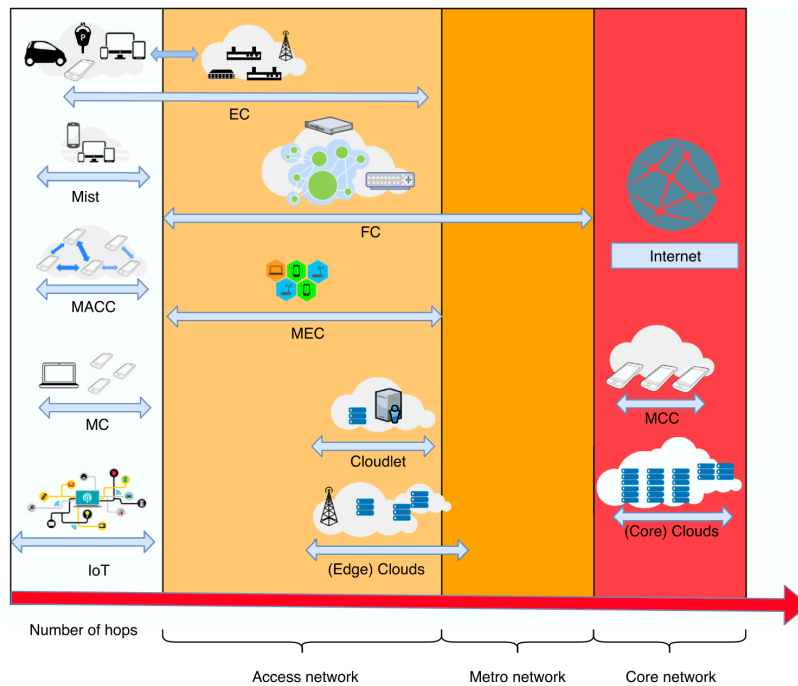 EC
Mist
FC
Internet
MACC
MEC
MC
MCC
Cloudlet
(Core) Clouds
IoT
(Edge) Clouds
Number of hops
Access network
Metro network
Core network